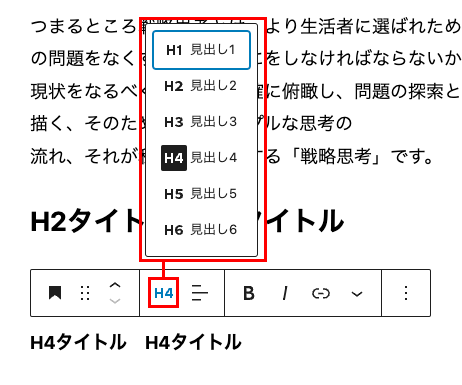 つまるところ より生活者に選ばれため
の問題をなくす をしなければならないか
現状をなるべく 確に俯瞰し、問題の探索と
描く、そのため プルな思考の
流れ、それが する「戦略思考」です。
H1 見出し1
H2 見出し2
H3 見出し3
H4 見出し4
H5 見出し5
H6 見出し6
H2タイト イトル
H4 B I
H4タイトル H4タイトル